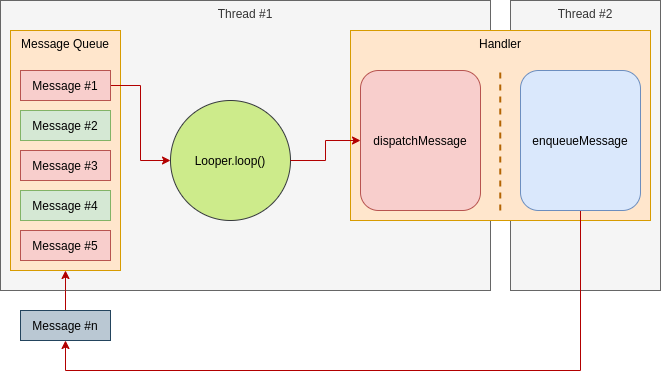 Thread #1
Thread #2
Message Queue
Handler
Message #1
Message #2
Message #3
Message #4
Message #5
Looper.loop()
dispatchMessage
enqueueMessage
Message #n